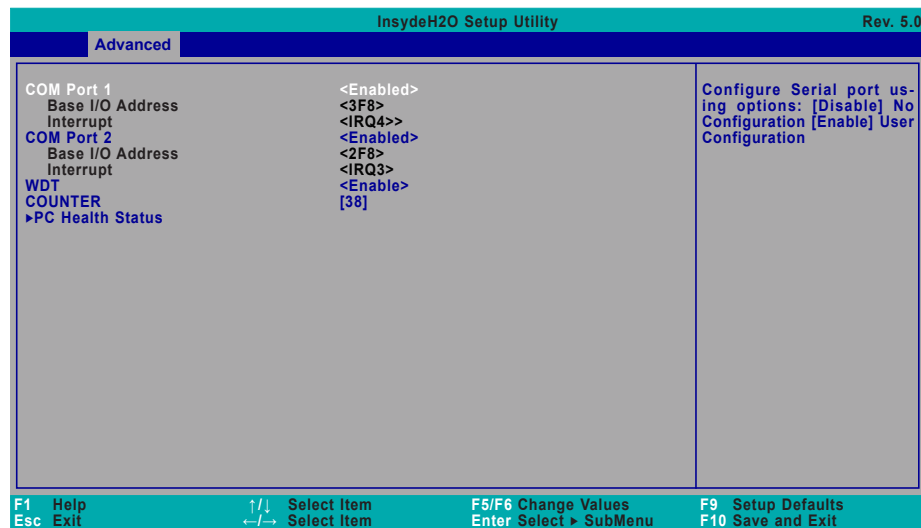 InsydeH2O Setup Utility Rev. 5.0
Advanced
COM Port 1 <Enabled>
Base I/O Address <3F8>
Interrupt <IRQ4>>
COM Port 2 <Enabled>
Base I/O Address <2F8>
Interrupt <IRQ3>
WDT <Enable>
COUNTER [38]
▸PC Health Status
Configure Serial port us-
ing options: [Disable] No
Configuration [Enable] User
Configuration
F1 Help ↑/↓ Select Item F5/F6 Change Values F9 Setup Defaults
Esc Exit ←/→ Select Item Enter Select ▸ SubMenu F10 Save and Exit